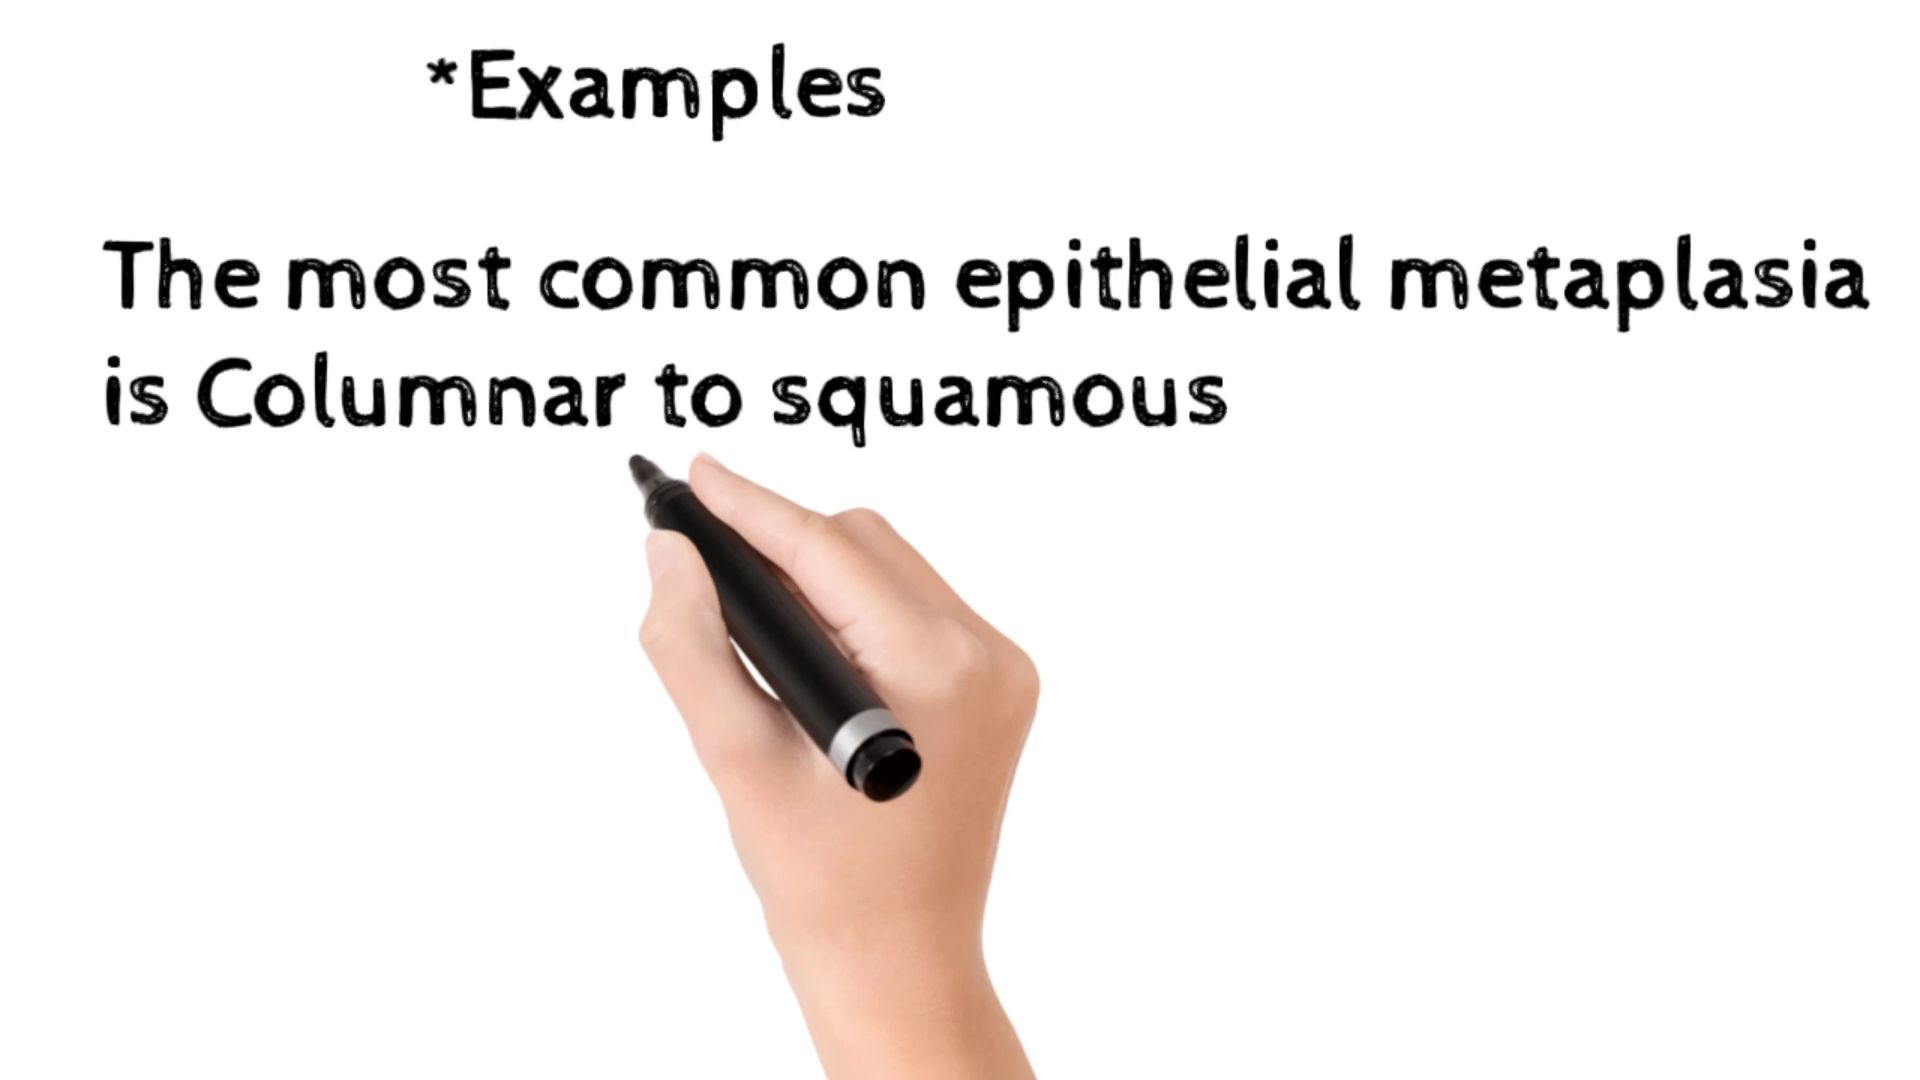 *Examples
The most common epithelial metaplasia
is Columnar to squamous